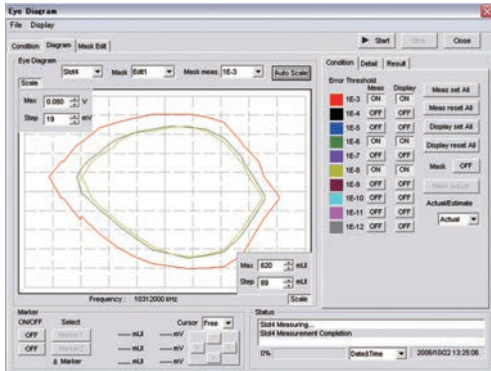 Eye Diagram
File Display
Start Stop Close
Condition Diagram Mask Edit
Eye Diagram
Slot4 Mask Edit1 Mask meas. 1E-3 Auto Scale
Scale
Max 0.080 V
Step 19 mV
Max 620 mUI
Step 89 mUI
Frequency : 10312000 kHz Scale
Condition Detail Result
Error Threshold
Meas Display
1E-3 ON ON
1E-4 OFF OFF
1E-5 OFF OFF
1E-6 ON ON
1E-7 OFF OFF
1E-8 ON ON
1E-9 OFF OFF
1E-10 OFF OFF
1E-11 OFF OFF
1E-12 OFF OFF
Meas set All
Meas reset All
Display set All
Display reset All
Mask OFF
Mask Adjust
Actual/Estimate
Actual
Marker
ON/OFF Select Cursor Free
OFF Marker1 ----- mUI ----- mV
OFF Marker2 ----- mUI ----- mV
& Marker ----- mUI ----- mV
Status
Slot4 Measuring...
Slot4 Measurement Completion
0% Date&Time 2006/10/22 13:25:06